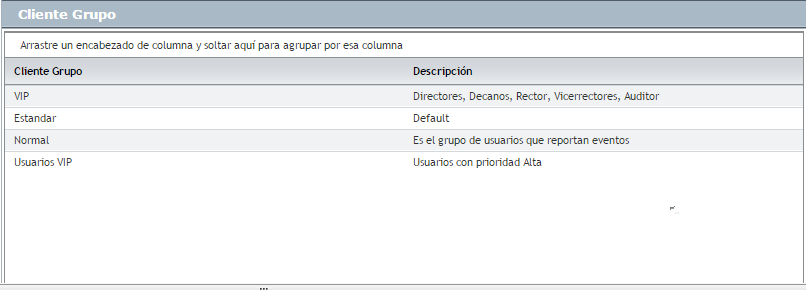 Cliente Grupo
Arrastre un encabezado de columna y soltar aquí para agrupar por esa columna
Cliente Grupo Descripción
VIP Directores, Decanos, Rector, Vicerrectores, Auditor
Estandar Default
Normal Es el grupo de usuarios que reportan eventos
Usuarios VIP Usuarios con prioridad Alta